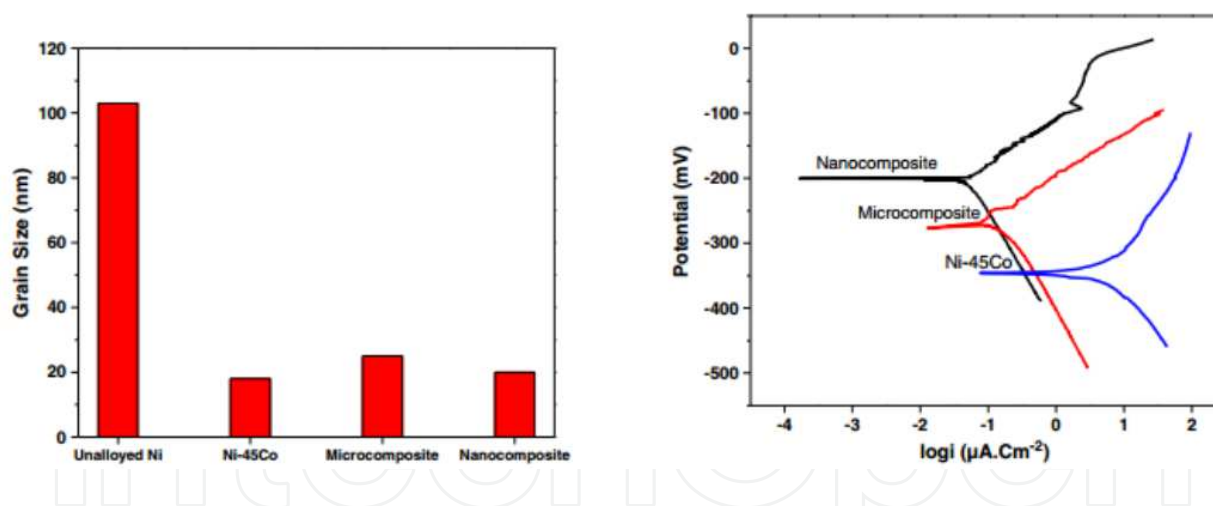 120
100
80
60
40
20
0
Grain Size (nm)
Unalloyed Ni
Ni-45Co
Microcomposite
Nanocomposite
0
-100
-200
-300
-400
-500
Potential (mV)
Nanocomposite
Microcomposite
Ni-45Co
-4 -3 -2 -1 0 1 2
logi (μA.Cm⁻²)